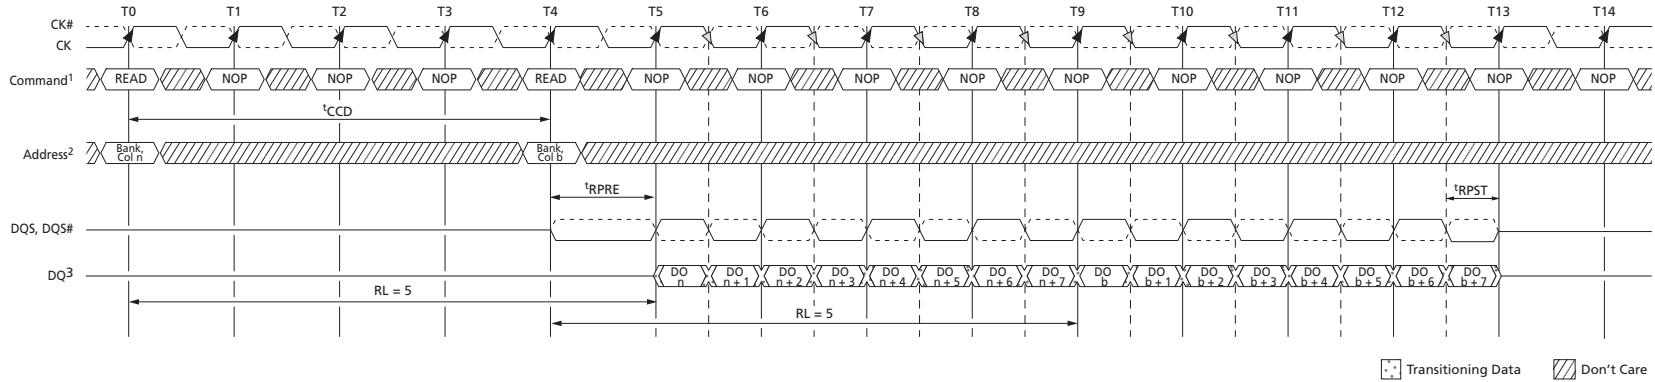 T0 T1 T2 T3 T4 T5 T6 T7 T8 T9 T10 T11 T12 T13 T14
CK#
CK
Command1 READ NOP NOP NOP READ NOP NOP NOP NOP NOP NOP NOP NOP NOP NOP
tCCD
Address2 Bank, Col n Bank, Col b
tRPRE tRPST
DQS, DQS#
DQ3 DO n DO n + 1 DO n + 2 DO n + 3 DO n + 4 DO n + 5 DO n + 6 DO n + 7 DO b DO b + 1 DO b + 2 DO b + 3 DO b + 4 DO b + 5 DO b + 6 DO b + 7
RL = 5
RL = 5
Transitioning Data Don't Care